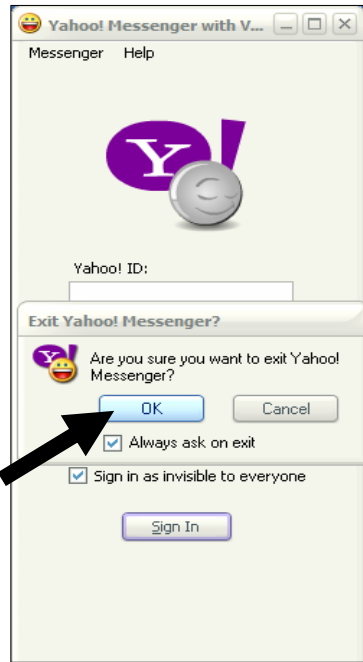 Yahoo! Messenger with V...
Messenger Help
Y!
Yahoo! ID:
Exit Yahoo! Messenger?
Are you sure you want to exit Yahoo!
Messenger?
OK Cancel
Always ask on exit
Sign in as invisible to everyone
Sign In